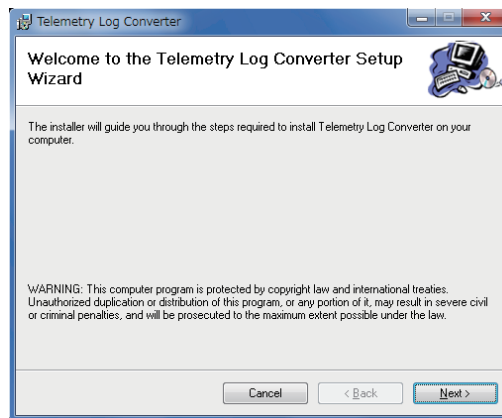 Telemetry Log Converter
Welcome to the Telemetry Log Converter Setup
Wizard
The installer will guide you through the steps required to install Telemetry Log Converter on your
computer.
WARNING: This computer program is protected by copyright law and international treaties.
Unauthorized duplication or distribution of this program, or any portion of it, may result in severe civil
or criminal penalties, and will be prosecuted to the maximum extent possible under the law.
Cancel
< Back
Next >